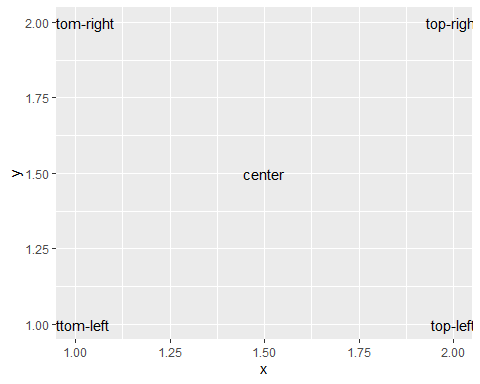 2.00
tom-right
top-righ
1.75
y
1.50
center
1.25
1.00
ttom-left
top-left
1.00 1.25 1.50 1.75 2.00
x